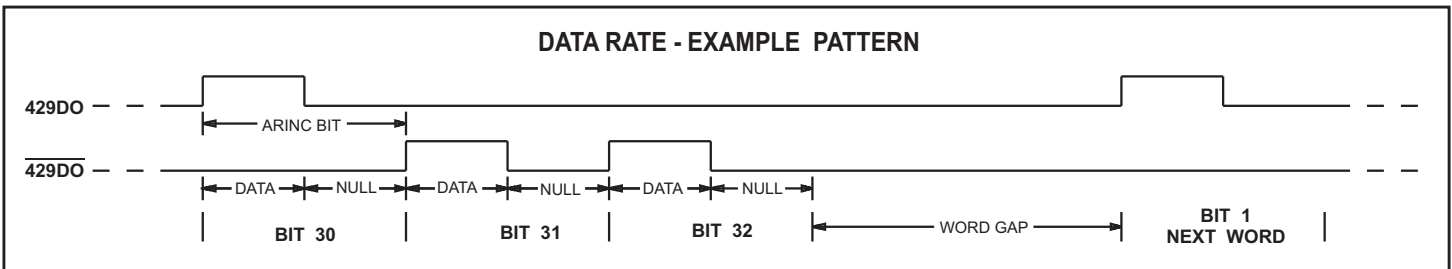 DATA RATE - EXAMPLE PATTERN
429DO
ARINC BIT
429DO
DATA NULL DATA NULL DATA NULL
BIT 30 BIT 31 BIT 32 WORD GAP BIT 1
NEXT WORD